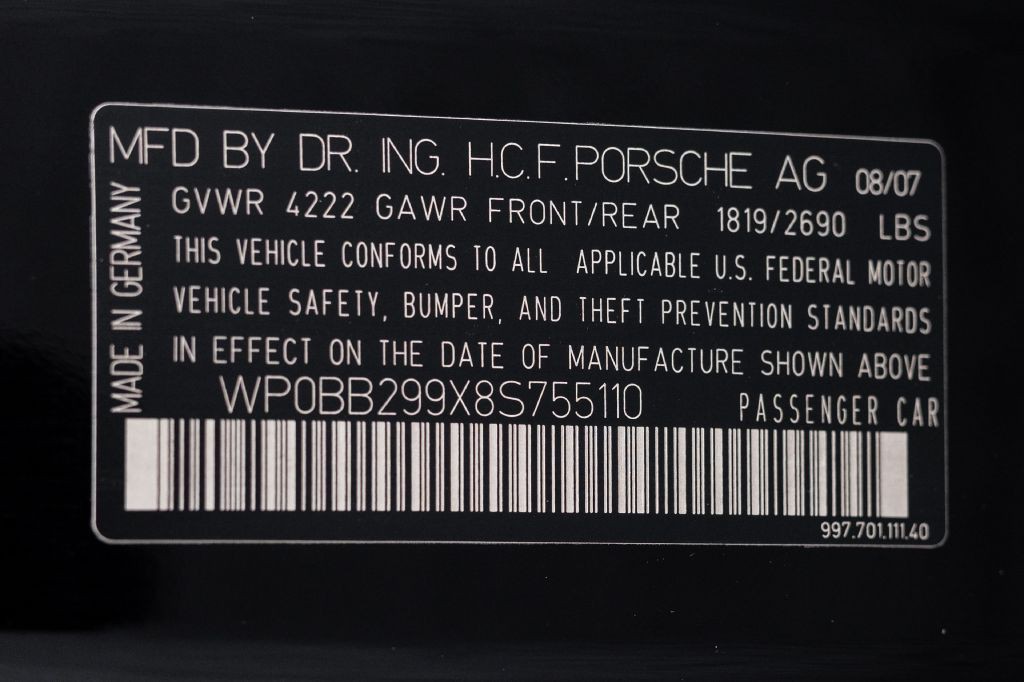 MFD BY DR. ING. H.C.F.PORSCHE AG 08/07
GVWR 4222 GAWR FRONT/REAR 1819/2690 LBS
THIS VEHICLE CONFORMS TO ALL APPLICABLE U.S. FEDERAL MOTOR
VEHICLE SAFETY, BUMPER, AND THEFT PREVENTION STANDARDS
IN EFFECT ON THE DATE OF MANUFACTURE SHOWN ABOVE
WP0BB299X8S755110 PASSENGER CAR
997.701.111.40
MADE IN GERMANY